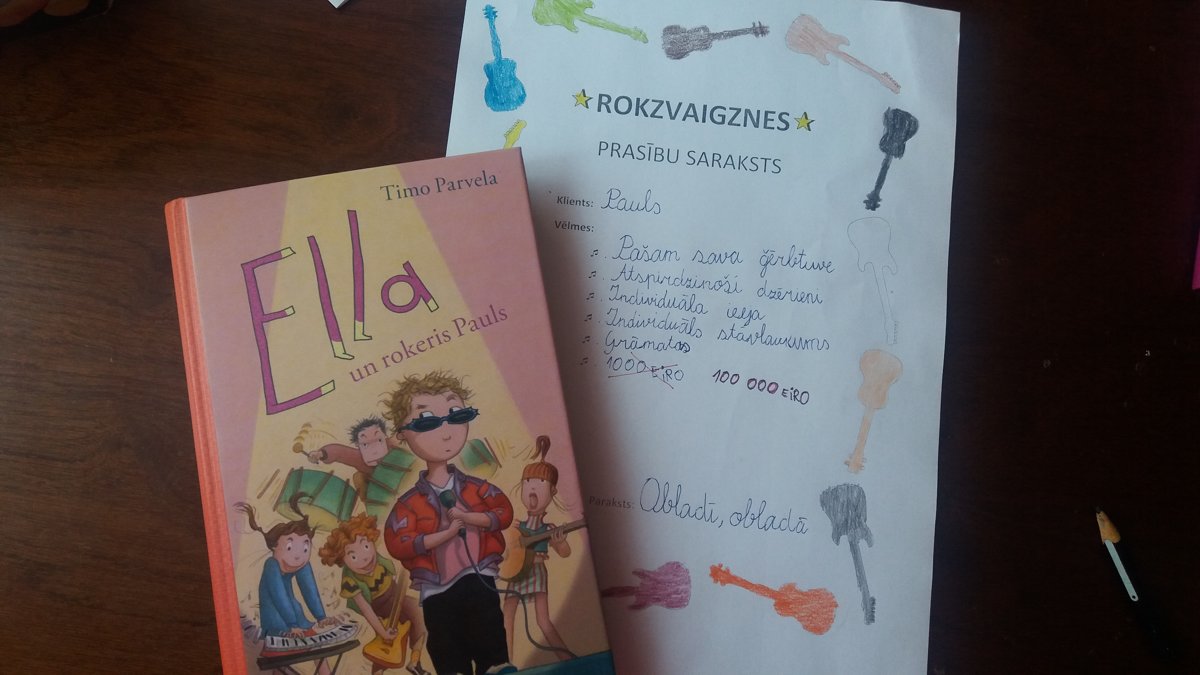 Timo Parvela
Ella
un rokeris Pauls
ROKZVAIGZNES
PRASĪBU SARAKSTS
Klients: Pauls
Vēlmes:
Pašam sava ģērbtuve
Atspirdzinoši dzērieni
Individuāla ieeja
Individuāls stāvlaukums
Grāmatas
1000 EiRO 100 000 EiRO
Paraksts: Obladī, obladā